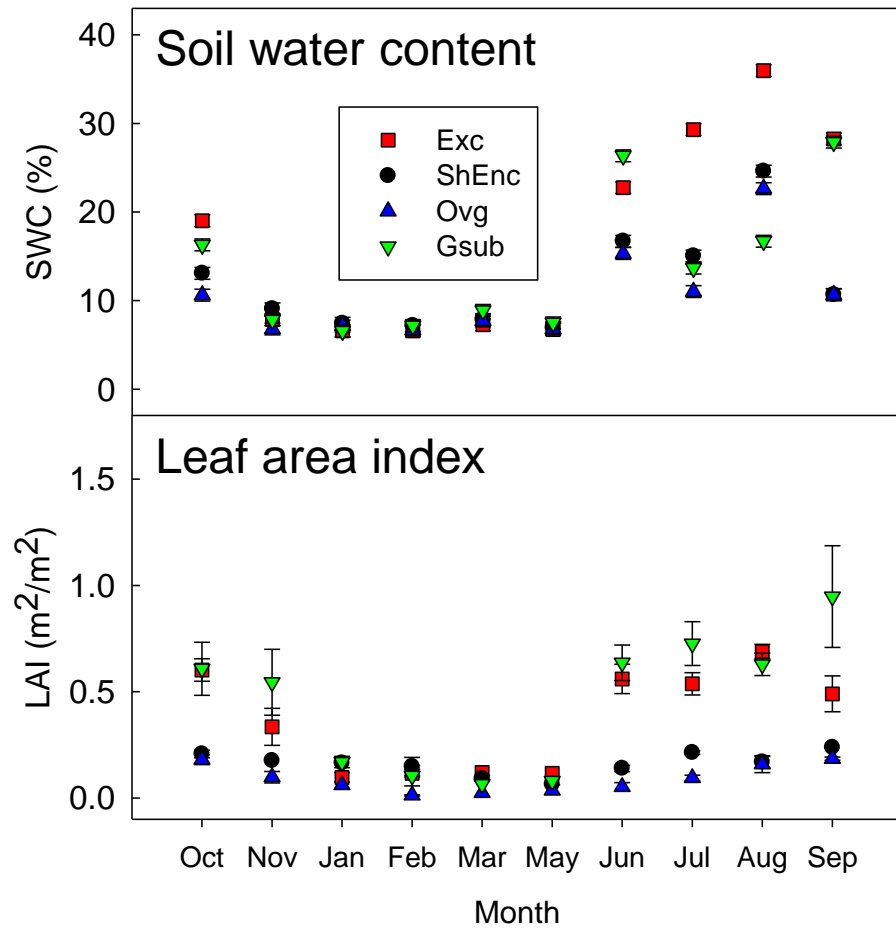 Soil water content
Exc
ShEnc
Ovg
Gsub
SWC (%)
40
30
20
10
0
Leaf area index
LAI (m²/m²)
1.5
1.0
0.5
0.0
Oct Nov Jan Feb Mar May Jun Jul Aug Sep
Month